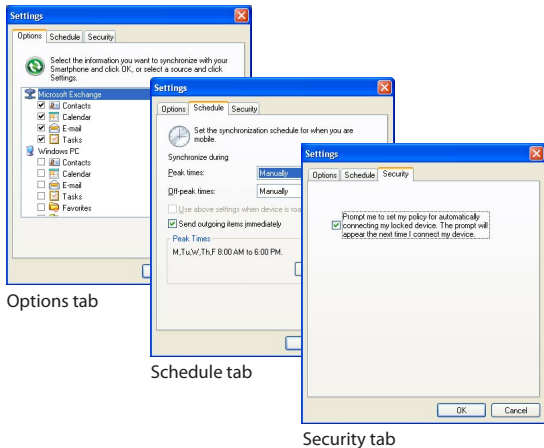 Settings
Options Schedule Security
Select the information you want to synchronize with your
Smartphone and click OK, or select a source and click
Settings.
Microsoft Exchange
Contacts
Calendar
E-mail
Tasks
Windows PC
Contacts
Calendar
E-mail
Tasks
Favorites
Options tab
Settings
Options Schedule Security
Set the synchronization schedule for when you are
mobile.
Synchronize during
Peak times: Manually
Off-peak times: Manually
Use above settings when device is roa
Send outgoing items immediately
Peak Times
M,Tu,W,Th,F 8:00 AM to 6:00 PM.
Schedule tab
Settings
Options Schedule Security
Prompt me to set my policy for automatically
connecting my locked device. The prompt will
appear the next time I connect my device.
OK Cancel
Security tab